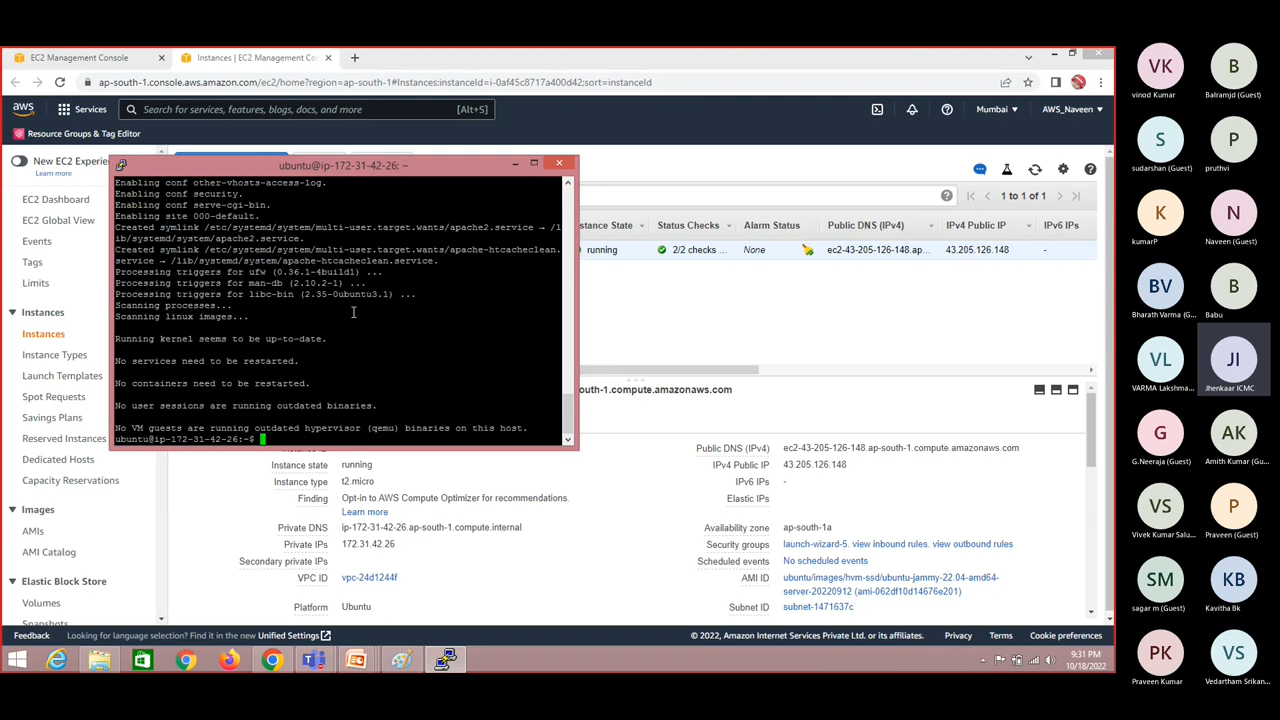 EC2 Management Console
Instances | EC2 Management Con
ap-south-1.console.aws.amazon.com/ec2/home?region=ap-south-1#Instances:instanceId=i-0af45c8717a400d42;sort=instanceId
aws
Services
Search for services, features, blogs, docs, and more
[Alt+S]
Mumbai
AWS_Naveen
Resource Groups & Tag Editor
New EC2 Experie
Learn more
EC2 Dashboard
EC2 Global View
Events
Tags
Limits
Instances
Instances
Instance Types
Launch Templates
Spot Requests
Savings Plans
Reserved Instances
Dedicated Hosts
Capacity Reservations
Images
AMIs
AMI Catalog
Elastic Block Store
Volumes
Snapshots
ubuntu@ip-172-31-42-26: ~
Enabling conf other-vhosts-access-log.
Enabling conf security.
Enabling conf serve-cgi-bin.
Enabling site 000-default.
Created symlink /etc/systemd/system/multi-user.target.wants/apache2.service → /l
ib/systemd/system/apache2.service.
Created symlink /etc/systemd/system/multi-user.target.wants/apache-htcacheclean.
service → /lib/systemd/system/apache-htcacheclean.service.
Processing triggers for ufw (0.36.1-4build1) ...
Processing triggers for man-db (2.10.2-1) ...
Processing triggers for libc-bin (2.35-0ubuntu3.1) ...
Scanning processes...
Scanning linux images...
Running kernel seems to be up-to-date.
No services need to be restarted.
No containers need to be restarted.
No user sessions are running outdated binaries.
No VM guests are running outdated hypervisor (qemu) binaries on this host.
ubuntu@ip-172-31-42-26:~$
1 to 1 of 1
stance State
Status Checks
Alarm Status
Public DNS (IPv4)
IPv4 Public IP
IPv6 IPs
running
2/2 checks ...
None
ec2-43-205-126-148.ap...
43.205.126.148
-
outh-1.compute.amazonaws.com
Instance state running
Instance type t2.micro
Finding Opt-in to AWS Compute Optimizer for recommendations.
Learn more
Private DNS ip-172-31-42-26.ap-south-1.compute.internal
Private IPs 172.31.42.26
Secondary private IPs
VPC ID vpc-24d1244f
Platform Ubuntu
Public DNS (IPv4) ec2-43-205-126-148.ap-south-1.compute.amazonaws.com
IPv4 Public IP 43.205.126.148
IPv6 IPs -
Elastic IPs
Availability zone ap-south-1a
Security groups launch-wizard-5. view inbound rules. view outbound rules
Scheduled events No scheduled events
AMI ID ubuntu/images/hvm-ssd/ubuntu-jammy-22.04-amd64-
server-20220912 (ami-062df10d14676e201)
Subnet ID subnet-1471637c
Feedback
Looking for language selection? Find it in the new Unified Settings
© 2022, Amazon Internet Services Private Ltd. or its affiliates.
Privacy
Terms
Cookie preferences
9:31 PM
10/18/2022
VK
vinod Kumar
B
Balramjd (Guest)
S
sudarshan (Guest)
P
pruthvi
K
kumarP
N
Naveen (Guest)
BV
Bharath Varma (G...
B
Babu
VL
VARMA Lakshma...
JI
Jhenkaar ICMC
G
G.Neeraja (Guest)
AK
Amith Kumar (Gu...
VS
Vivek Kumar Salu...
P
Praveen (Guest)
SM
sagar m (Guest)
KB
Kavitha Bk
PK
Praveen Kumar
VS
Vedartham Srikan...